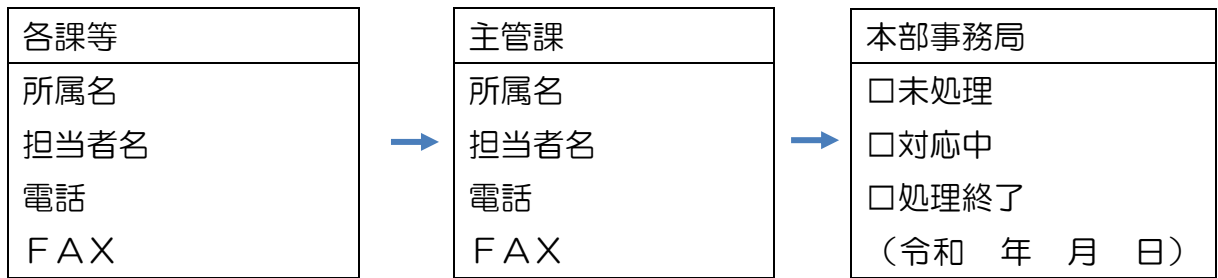 各課等
所属名
担当者名
電話
ＦＡＸ
主管課
所属名
担当者名
電話
ＦＡＸ
本部事務局
□未処理
□対応中
□処理終了
（令和　年　月　日）